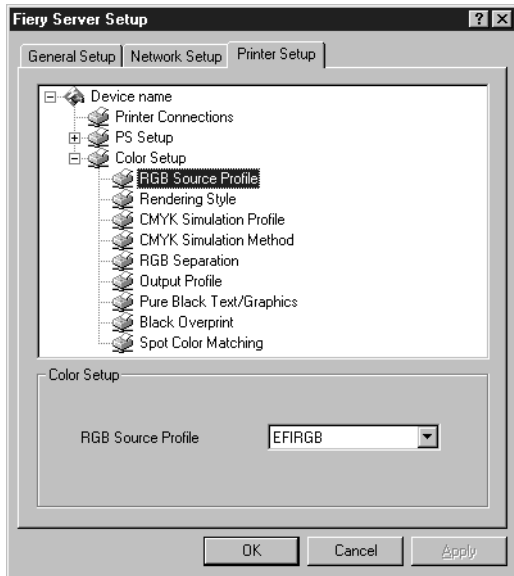 Fiery Server Setup
General Setup Network Setup Printer Setup
Device name
Printer Connections
PS Setup
Color Setup
RGB Source Profile
Rendering Style
CMYK Simulation Profile
CMYK Simulation Method
RGB Separation
Output Profile
Pure Black Text/Graphics
Black Overprint
Spot Color Matching
Color Setup
RGB Source Profile EFIRGB
OK Cancel Apply